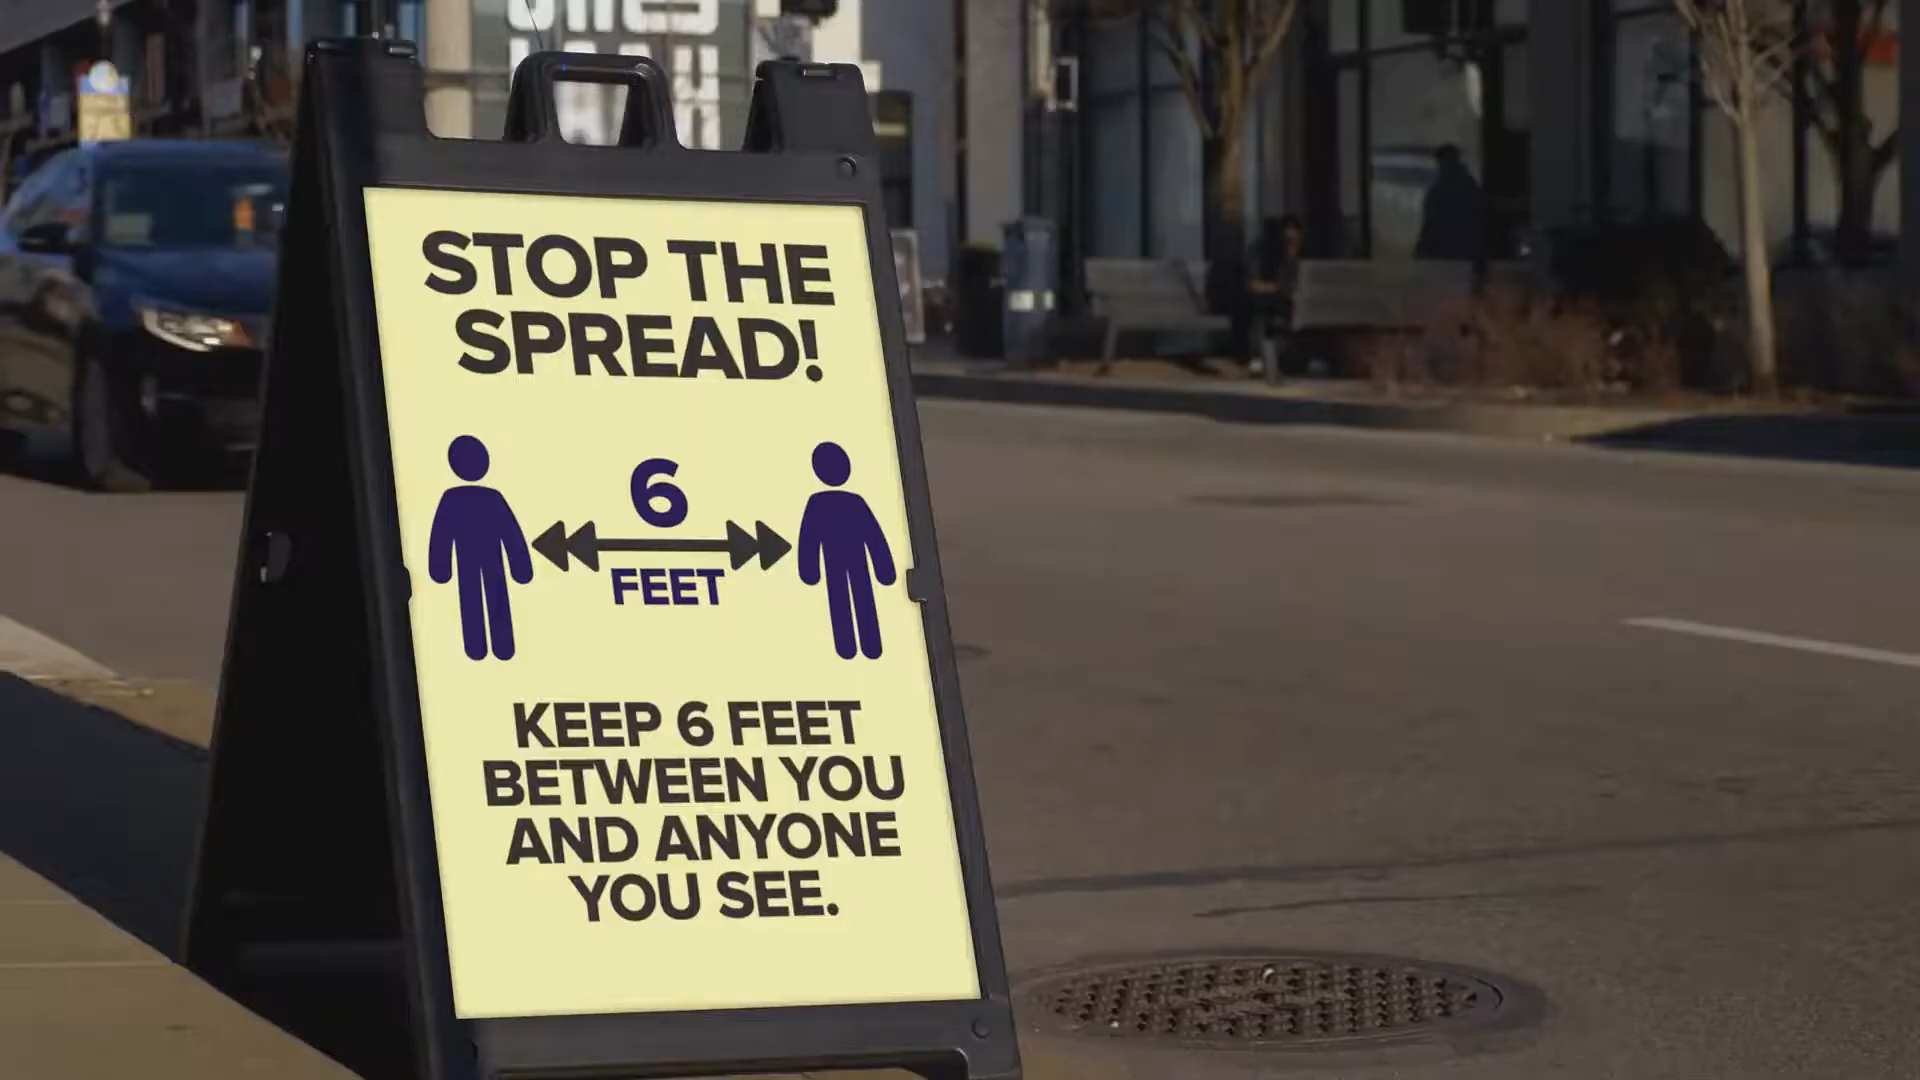 STOP THE
SPREAD!
6
FEET
KEEP 6 FEET
BETWEEN YOU
AND ANYONE
YOU SEE.